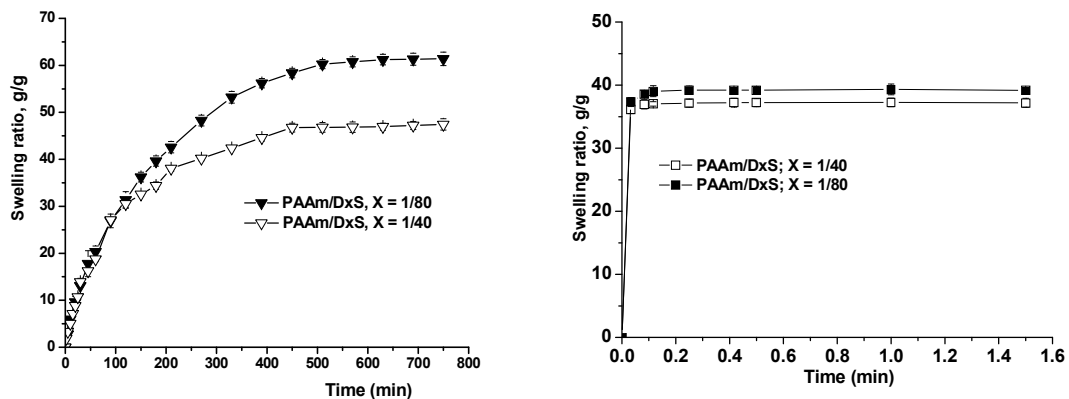 70
60
50
40
30
20
10
0
Swelling ratio, g/g
PAAm/DxS, X = 1/80
PAAm/DxS, X = 1/40
0 100 200 300 400 500 600 700 800
Time (min)
50
40
30
20
10
0
Swelling ratio, g/g
PAAm/DxS; X = 1/40
PAAm/DxS; X = 1/80
0.0 0.2 0.4 0.6 0.8 1.0 1.2 1.4 1.6
Time (min)